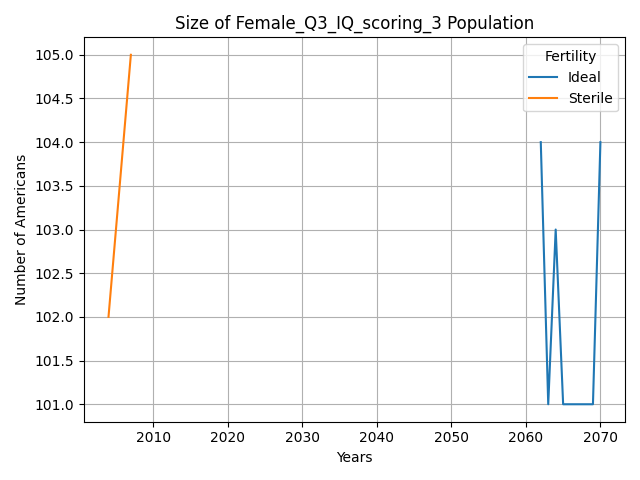 Size of Female_Q3_IQ_scoring_3 Population
105.0
104.5
104.0
103.5
103.0
102.5
102.0
101.5
101.0
Number of Americans
Fertility
Ideal
Sterile
2010 2020 2030 2040 2050 2060 2070
Years